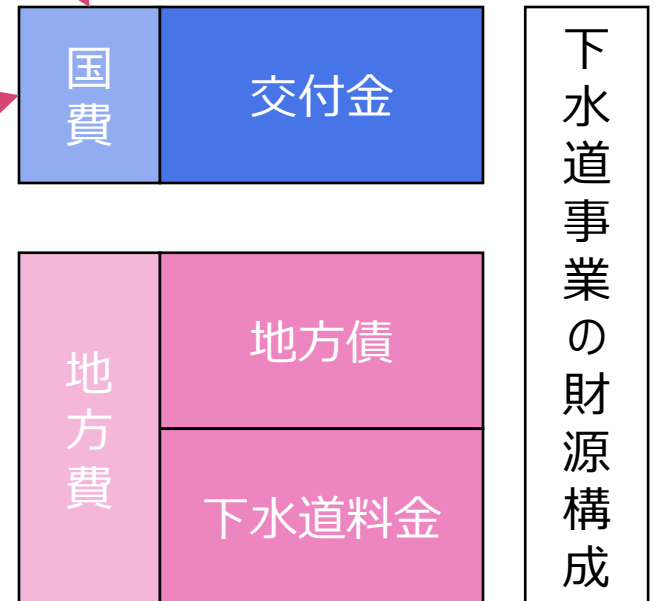 国費
交付金
地方費
地方債
下水道料金
下水道事業の財源構成